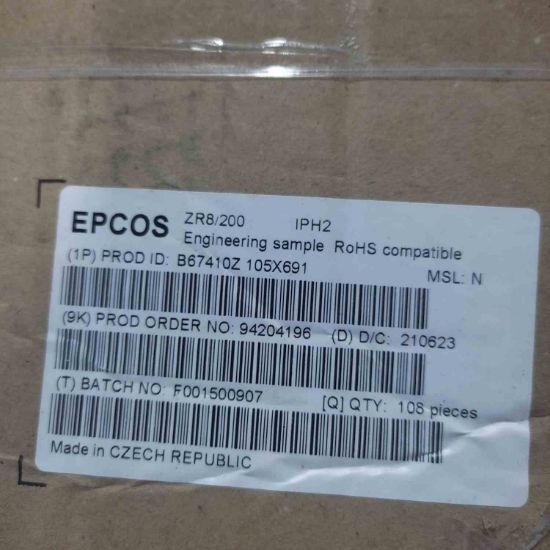 EPCOS ZR8/200 IPH2
Engineering sample RoHS compatible
(1P) PROD ID: B67410Z 105X691 MSL: N
(9K) PROD ORDER NO: 94204196 (D) D/C: 210623
(T) BATCH NO: F001500907 [Q] QTY: 108 pieces
Made in CZECH REPUBLIC